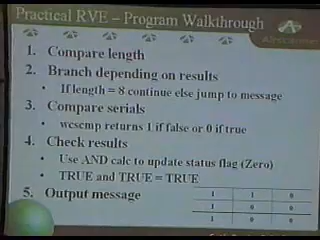 Practical RVE – Program Walkthrough
1. Compare length
2. Branch depending on results
• If length = 8 continue else jump to message
3. Compare serials
• wcscmp returns 1 if false or 0 if true
4. Check results
• Use AND calc to update status flag (Zero)
• TRUE and TRUE = TRUE
5. Output message
1 1 0
1 0 0
1 0 0